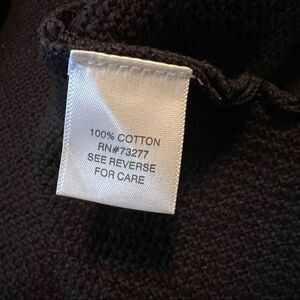 100% COTTON
RN#73277
SEE REVERSE
FOR CARE